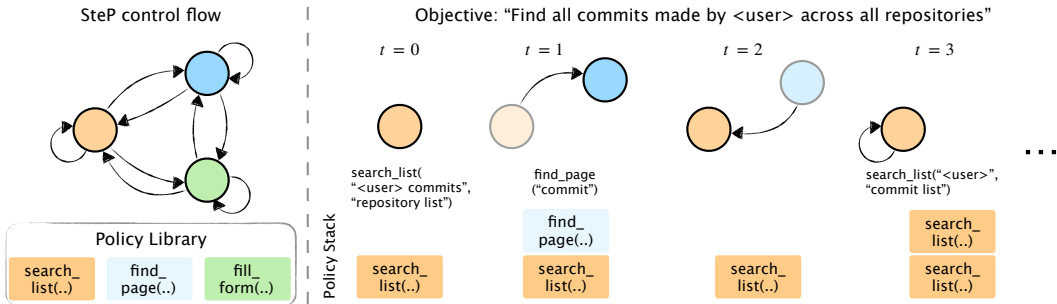 SteP control flow
Policy Library
search_
list(..)
find_
page(..)
fill_
form(..)
Objective: “Find all commits made by <user> across all repositories”
t = 0
t = 1
t = 2
t = 3
search_list(
“<user> commits”,
“repository list”)
find_page
(“commit”)
search_list(“<user>”,
“commit list”)
...
Policy Stack
search_
list(..)
find_
page(..)
search_
list(..)
search_
list(..)
search_
list(..)
search_
list(..)